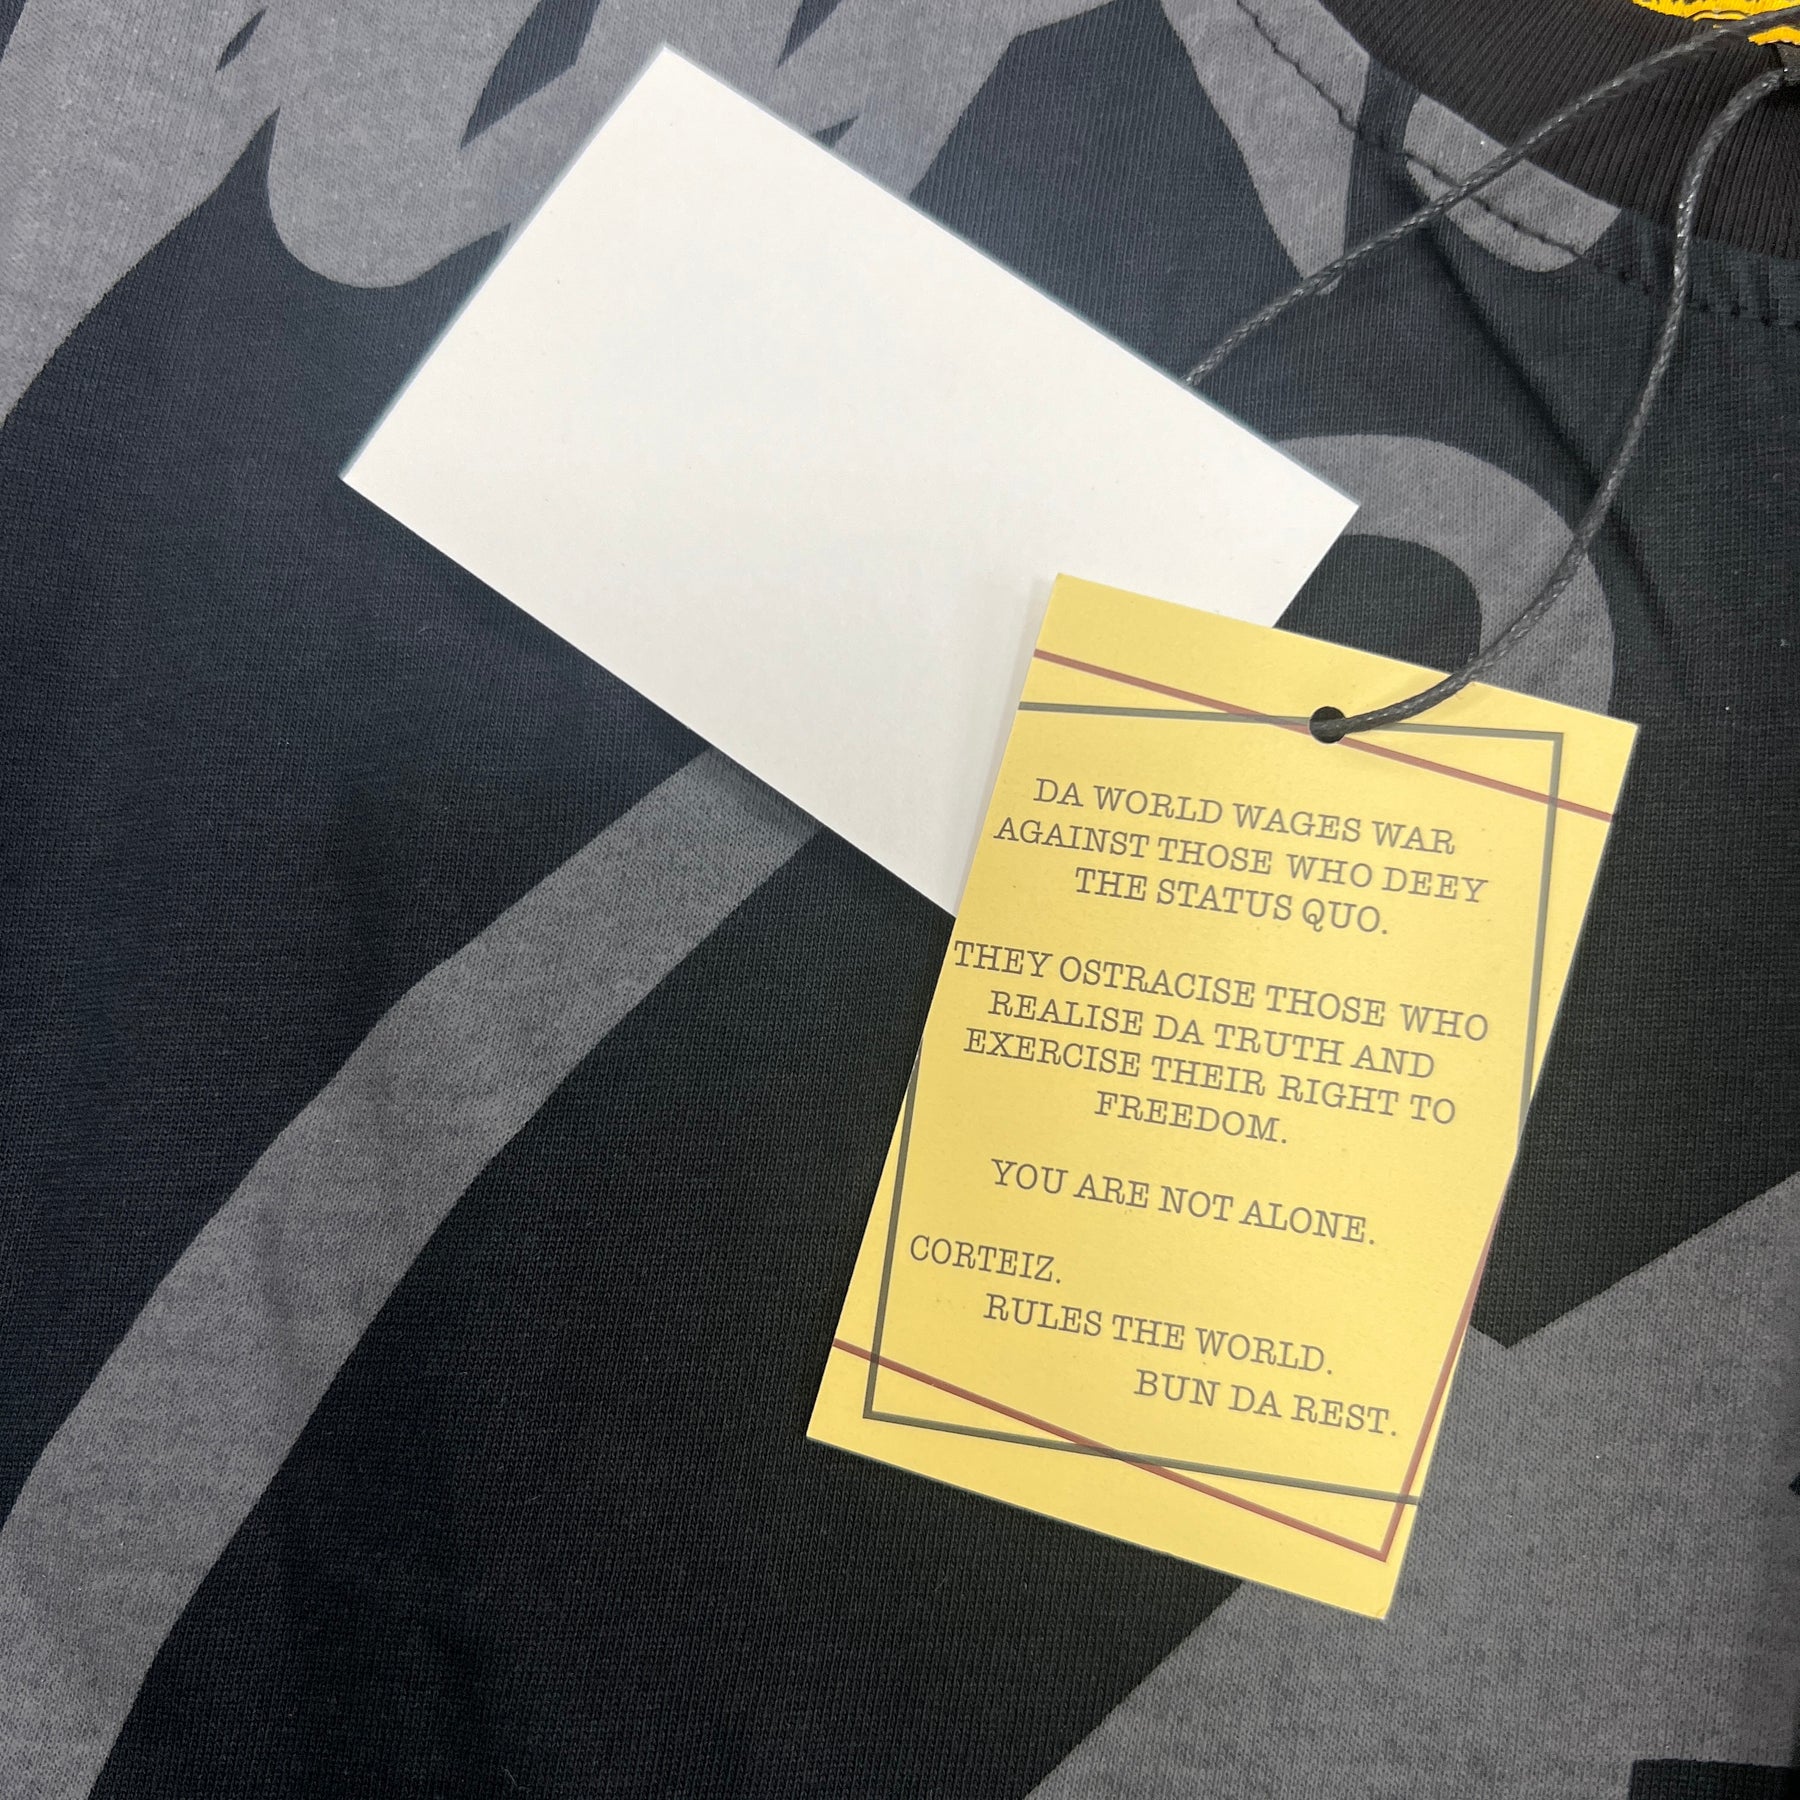 DA WORLD WAGES WAR
AGAINST THOSE WHO DEEY
THE STATUS QUO.
THEY OSTRACISE THOSE WHO
REALISE DA TRUTH AND
EXERCISE THEIR RIGHT TO
FREEDOM.
YOU ARE NOT ALONE.
CORTEIZ.
RULES THE WORLD.
BUN DA REST.